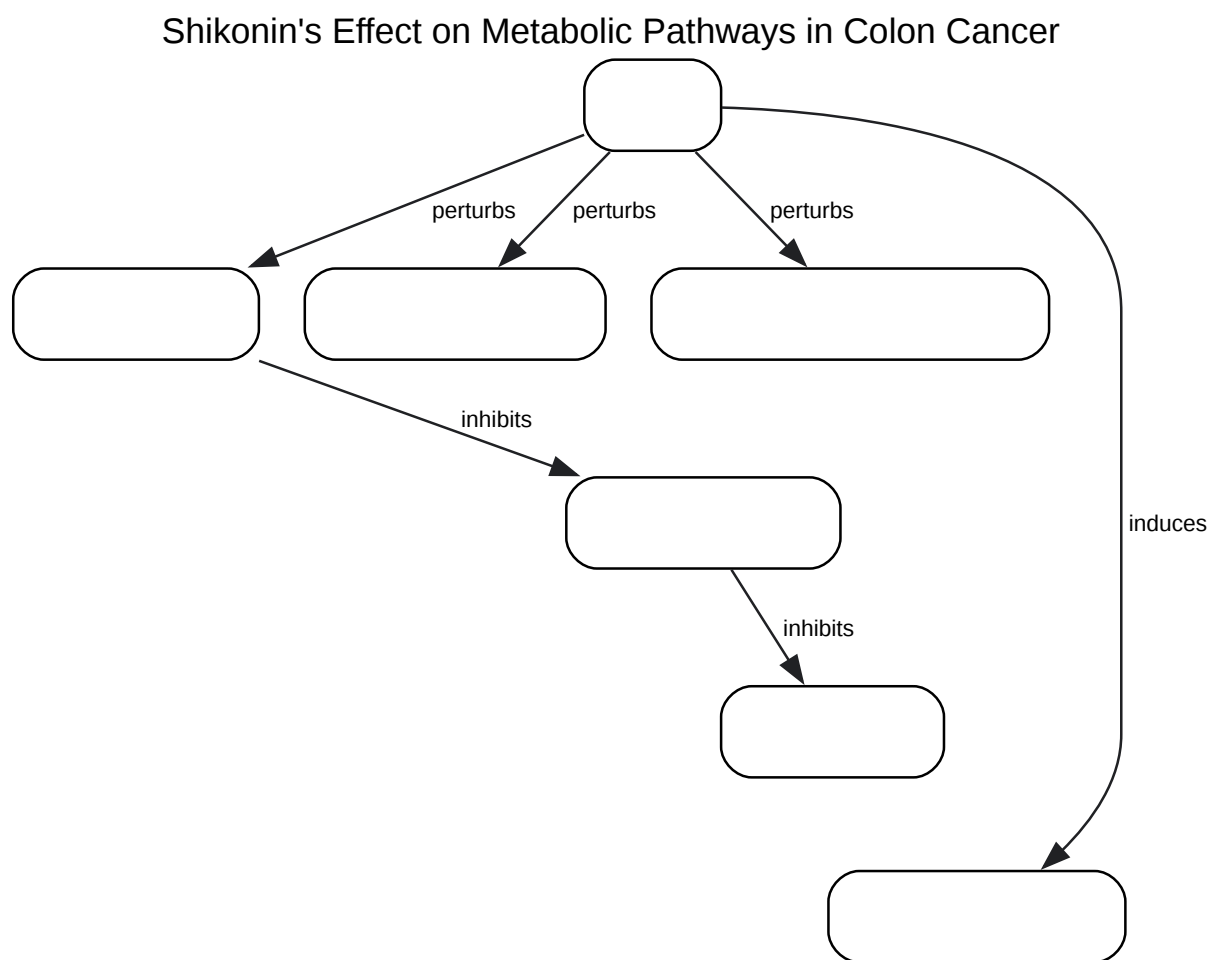 Shikonin's Effect on Metabolic Pathways in Colon Cancer
perturbs
perturbs
perturbs
inhibits
induces
inhibits